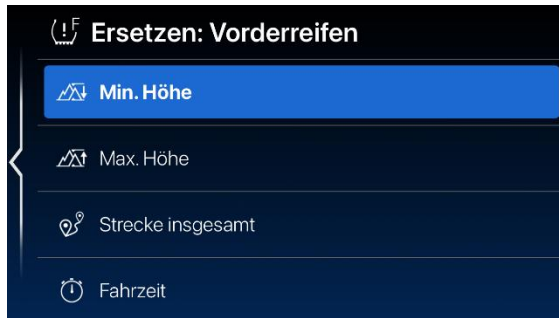 F
Ersetzen: Vorderreifen
Min. Höhe
Max. Höhe
Strecke insgesamt
Fahrzeit